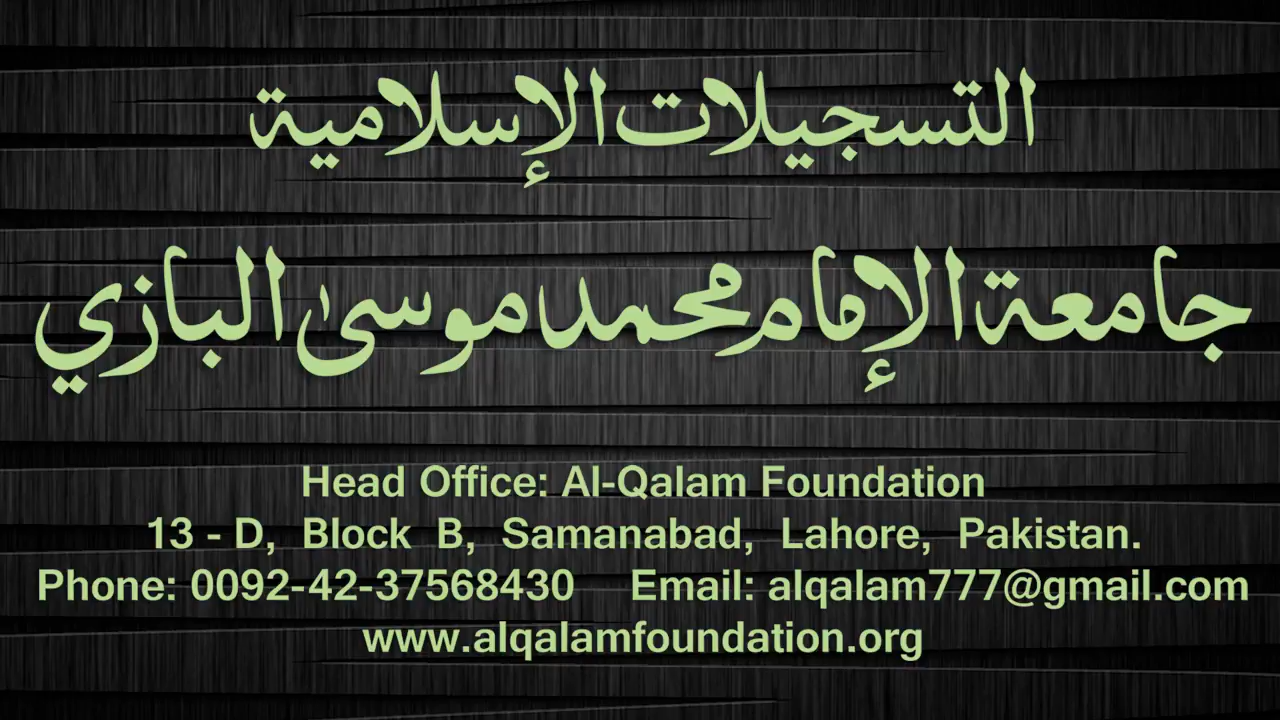 التسجيلات الإسلامية
جامعة الإمام محمد موسىٰ البازي
Head Office: Al-Qalam Foundation
13 - D, Block B, Samanabad, Lahore, Pakistan.
Phone: 0092-42-37568430 Email: alqalam777@gmail.com
www.alqalamfoundation.org